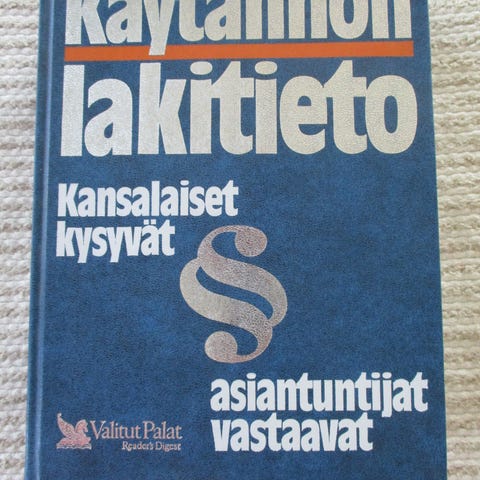 Käytännön
lakitieto
Kansalaiset
kysyvät
§
asiantuntijat
vastaavat
Valitut Palat
Reader's Digest